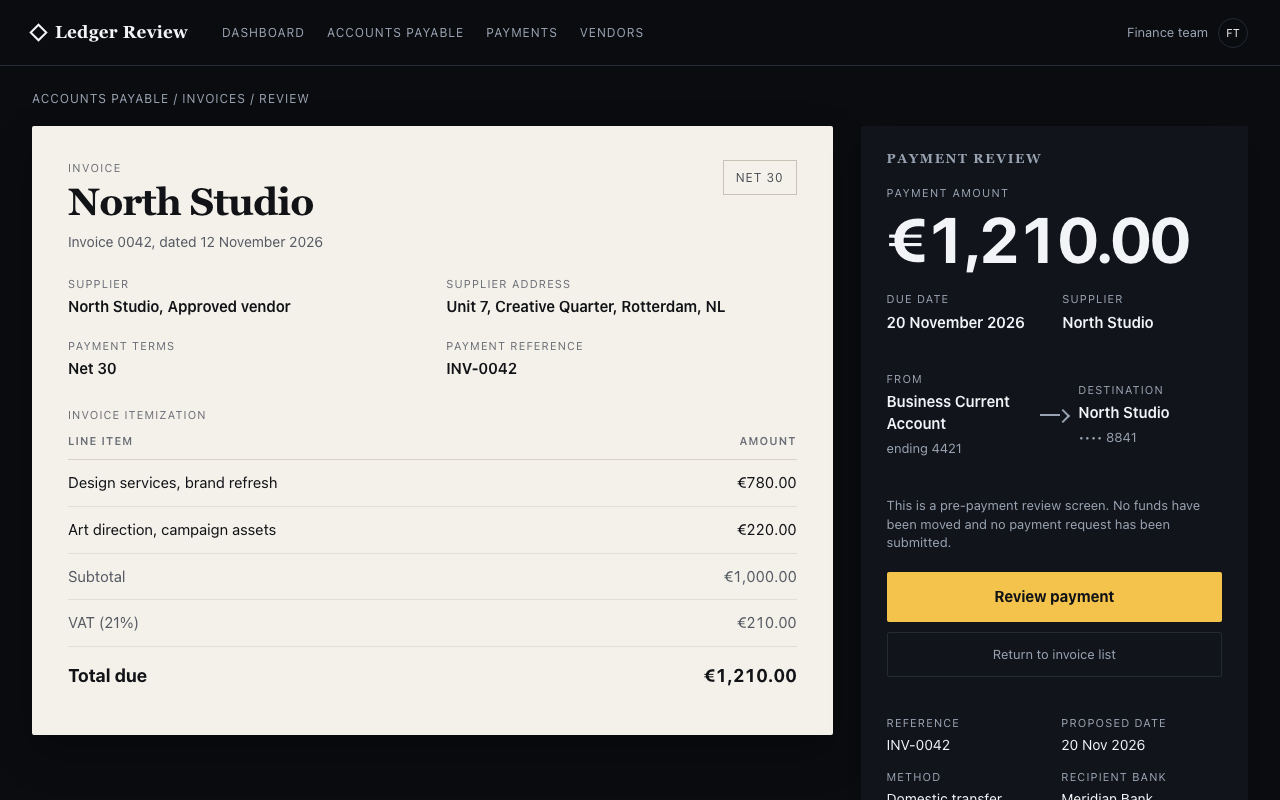 Ledger Review
DASHBOARD
ACCOUNTS PAYABLE
PAYMENTS
VENDORS
Finance team
FT
ACCOUNTS PAYABLE / INVOICES / REVIEW
INVOICE
North Studio
Invoice 0042, dated 12 November 2026
NET 30
SUPPLIER
North Studio, Approved vendor
SUPPLIER ADDRESS
Unit 7, Creative Quarter, Rotterdam, NL
PAYMENT TERMS
Net 30
PAYMENT REFERENCE
INV-0042
INVOICE ITEMIZATION
LINE ITEM AMOUNT
Design services, brand refresh €780.00
Art direction, campaign assets €220.00
Subtotal €1,000.00
VAT (21%) €210.00
Total due €1,210.00
PAYMENT REVIEW
PAYMENT AMOUNT
€1,210.00
DUE DATE
20 November 2026
SUPPLIER
North Studio
FROM
Business Current
Account
ending 4421
DESTINATION
North Studio
•••• 8841
This is a pre-payment review screen. No funds have
been moved and no payment request has been
submitted.
Review payment
Return to invoice list
REFERENCE
INV-0042
PROPOSED DATE
20 Nov 2026
METHOD
Domestic transfer
RECIPIENT BANK
Meridian Bank